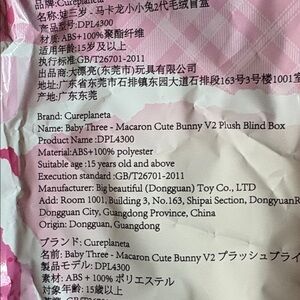 品牌:Cureplaneta
名称:娃三岁 - 马卡龙小小兔2代毛绒盲盒
产品型号:DPL4300
材质: ABS+100%聚酯纤维
适用年龄:15岁及以上
执行标准:GB/T26701-2011
出品商:大漂亮(东莞市)玩具有限公司
地址:广东省东莞市石排镇东园大道石排段163号3号楼1001室
产地:广东东莞
Brand: Cureplaneta
Name: Baby Three - Macaron Cute Bunny V2 Plush Blind Box
Product Name :DPL4300
Material:ABS+100% polyester
Suitable age :15 years old and above
Execution standard :GB/T26701-2011
Manufacturer: Big beautiful (Dongguan) Toy Co., LTD
Add: Room 1001, Building 3, No.163, Shipai Section, Dongyuan
Dongguan City, Guangdong Province, China
Origin: Dongguan, Guangdong
ブランド: Cureplaneta
名前: Baby Three - Macaron Cute Bunny V2 プラッシュブライ
製品モデル: DPL4300
素材: ABS + 100% ポリエステル
対象年齢: 15歳以上